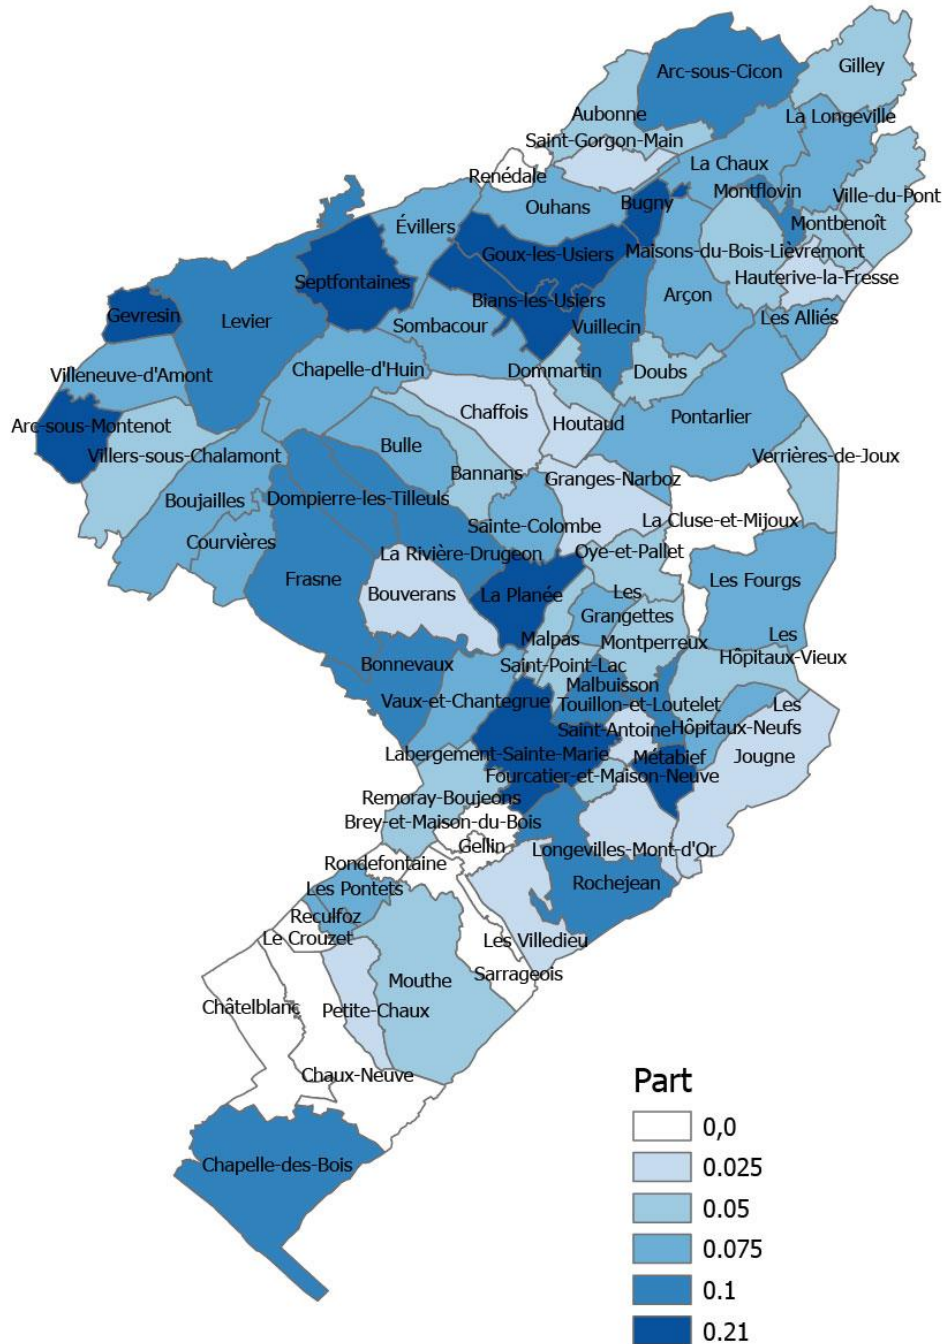 Arc-sous-Cicon
Gilley
Aubonne
La Longeville
Saint-Gorgon-Main
La Chaux
Renédale
Montflovin
Ville-du-Pont
Ouhans
Bugny
Montbenoît
Évillers
Goux-les-Usiers
Maisons-du-Bois-Lièvremont
Septfontaines
Hauterive-la-Fresse
Bians-les-Usiers
Arçon
Gevresin
Levier
Sombacour
Vuillecin
Les Alliés
Villeneuve-d'Amont
Chapelle-d'Huin
Dommartin
Doubs
Chaffois
Pontarlier
Arc-sous-Montenot
Houtaud
Bulle
Villers-sous-Chalamont
Verrières-de-Joux
Bannans
Granges-Narboz
Boujailles
Dompierre-les-Tilleuls
La Cluse-et-Mijoux
Sainte-Colombe
Courvières
La Rivière-Drugeon
Oye-et-Pallet
Frasne
Les Fourgs
Bouverans
La Planée
Les
Grangettes
Malpas
Montperreux
Les
Hôpitaux-Vieux
Bonnevaux
Saint-Point-Lac
Malbuisson
Vaux-et-Chantegrue
Touillon-et-Loutelet
Les
Hôpitaux-Neufs
Saint-Antoine
Labergement-Sainte-Marie
Métabief
Jougne
Fourcatier-et-Maison-Neuve
Remoray-Boujeons
Brey-et-Maison-du-Bois
Gellin
Longevilles-Mont-d'Or
Rondefontaine
Rochejean
Les Pontets
Reculfoz
Le Crouzet
Les Villedieu
Sarrageois
Mouthe
Châtelblanc
Petite-Chaux
Chaux-Neuve
Chapelle-des-Bois
Part
0,0
0.025
0.05
0.075
0.1
0.21